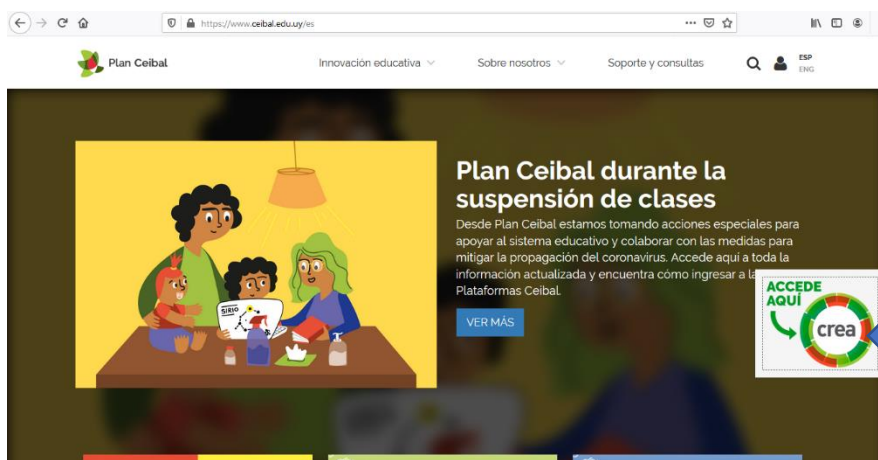 https://www.ceibal.edu.uy/es
Plan Ceibal
Innovación educativa
Sobre nosotros
Soporte y consultas
ESP
ENG
Plan Ceibal durante la
suspensión de clases
Desde Plan Ceibal estamos tomando acciones especiales para
apoyar al sistema educativo y colaborar con las medidas para
mitigar la propagación del coronavirus. Accede aquí a toda la
información actualizada y encuentra cómo ingresar a la
Plataformas Ceibal.
VER MÁS
ACCEDE
AQUÍ
crea
SIRIO